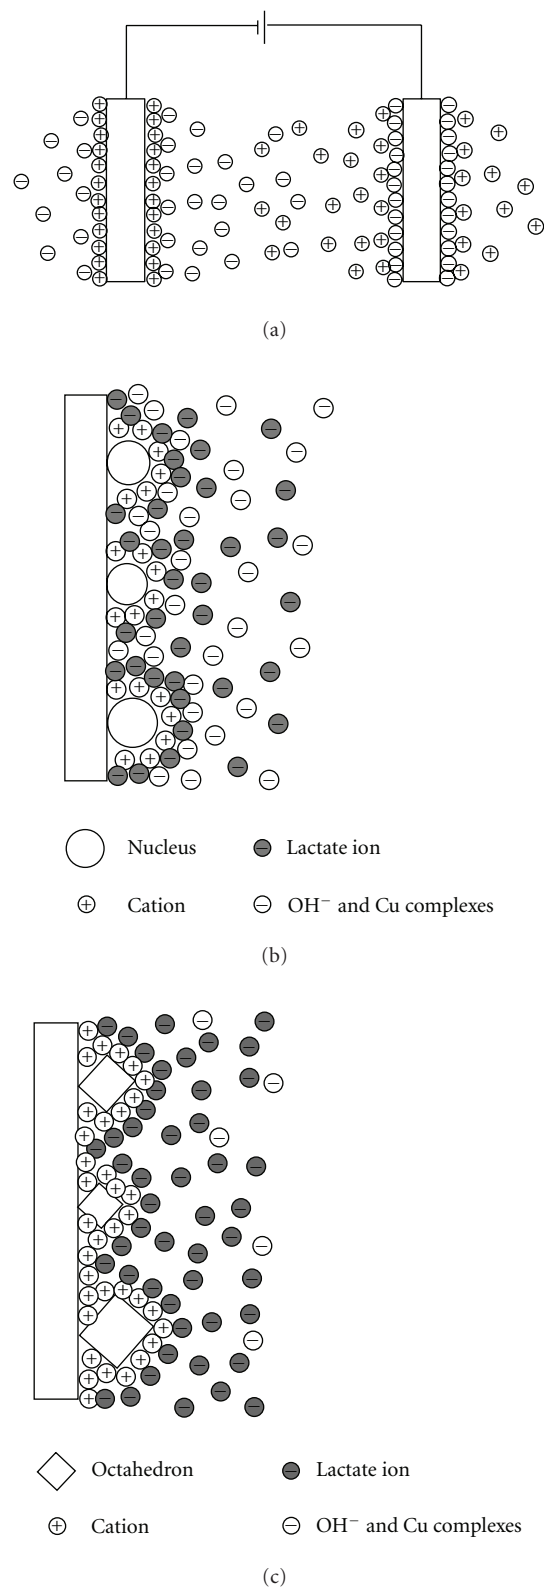 (a)
Nucleus
Lactate ion
Cation
OH⁻ and Cu complexes
(b)
Octahedron
Lactate ion
Cation
OH⁻ and Cu complexes
(c)